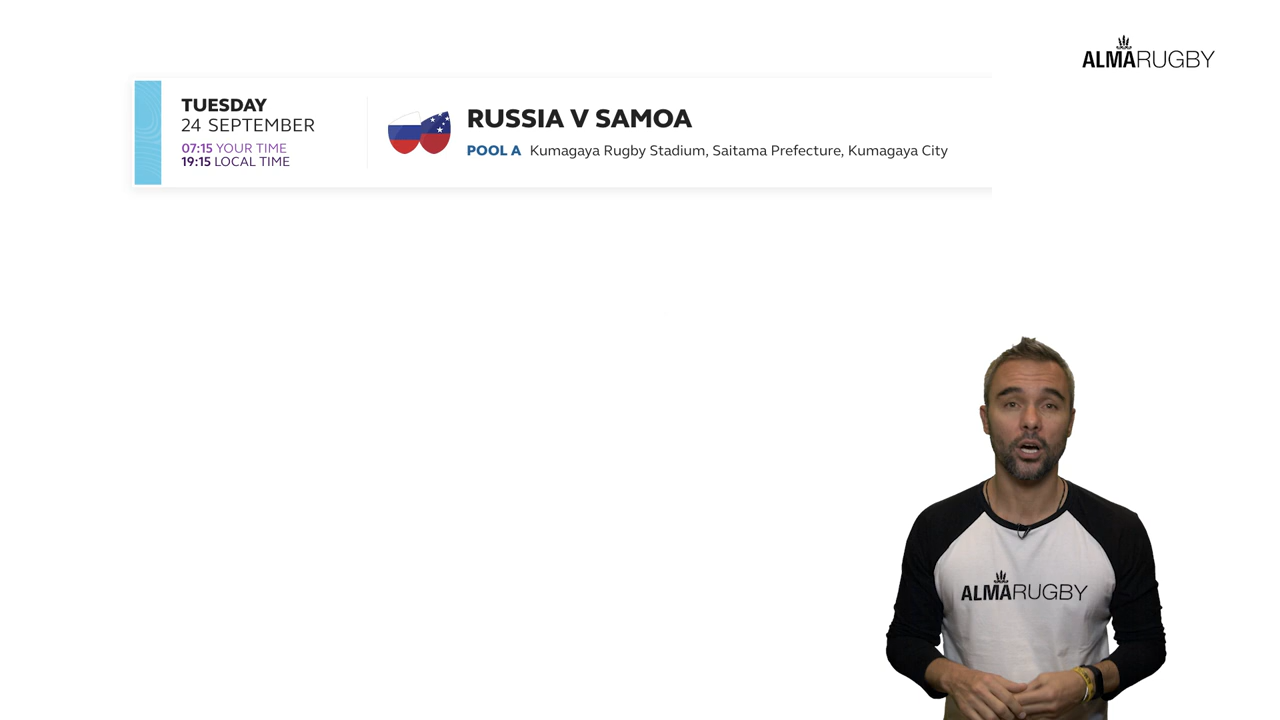 ALMARUGBY
TUESDAY
24 SEPTEMBER
07:15 YOUR TIME
19:15 LOCAL TIME
RUSSIA V SAMOA
POOL A Kumagaya Rugby Stadium, Saitama Prefecture, Kumagaya City
ALMARUGBY